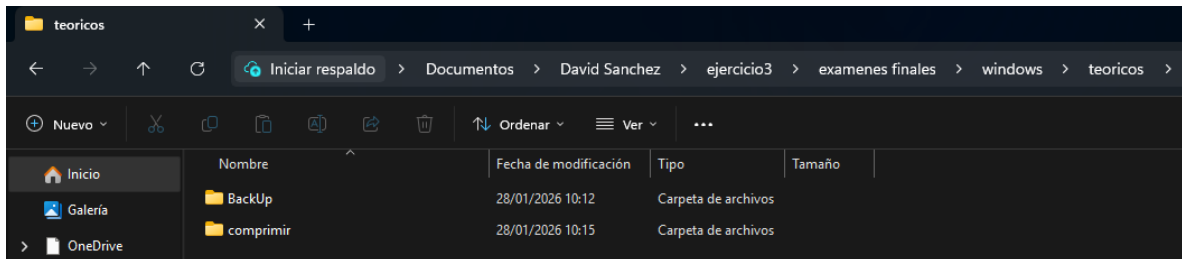 teoricos
Iniciar respaldo > Documentos > David Sanchez > ejercicio3 > examenes finales > windows > teoricos >
Nuevo Ordenar Ver ...
Inicio
Galería
OneDrive
Nombre Fecha de modificación Tipo Tamaño
BackUp 28/01/2026 10:12 Carpeta de archivos
comprimir 28/01/2026 10:15 Carpeta de archivos